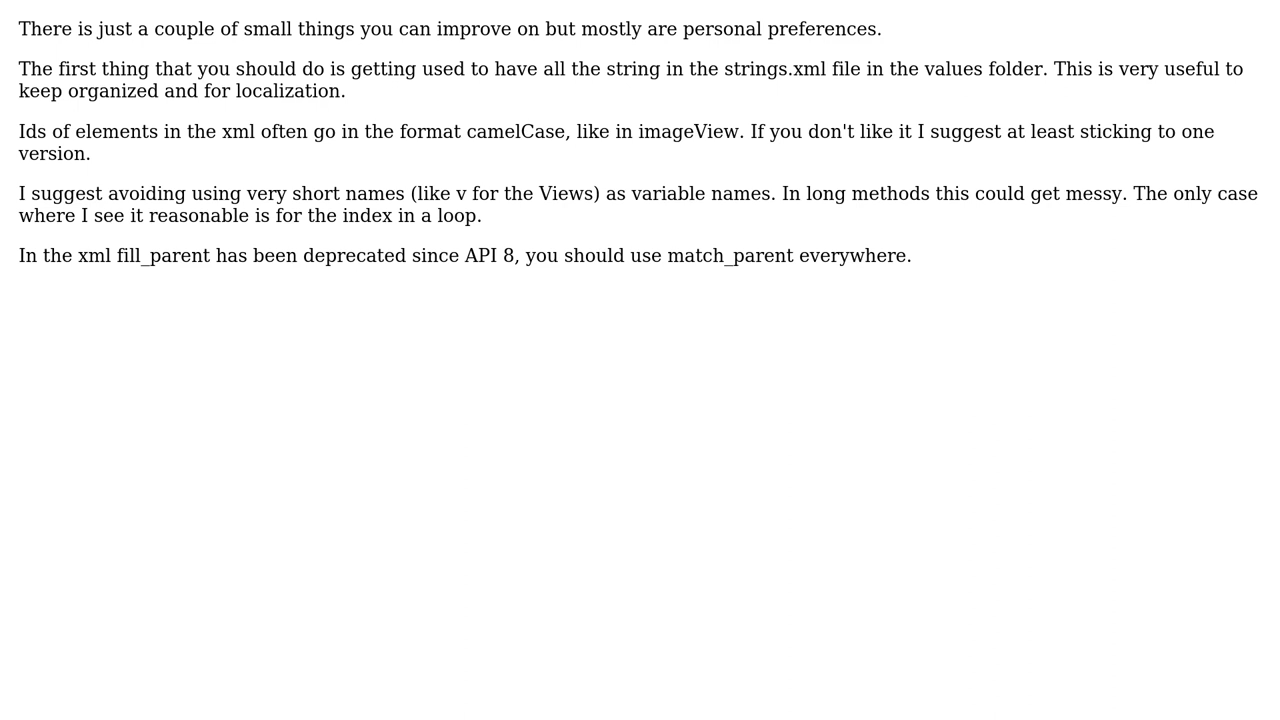 There is just a couple of small things you can improve on but mostly are personal preferences.
The first thing that you should do is getting used to have all the string in the strings.xml file in the values folder. This is very useful to
keep organized and for localization.
Ids of elements in the xml often go in the format camelCase, like in imageView. If you don't like it I suggest at least sticking to one
version.
I suggest avoiding using very short names (like v for the Views) as variable names. In long methods this could get messy. The only case
where I see it reasonable is for the index in a loop.
In the xml fill_parent has been deprecated since API 8, you should use match_parent everywhere.